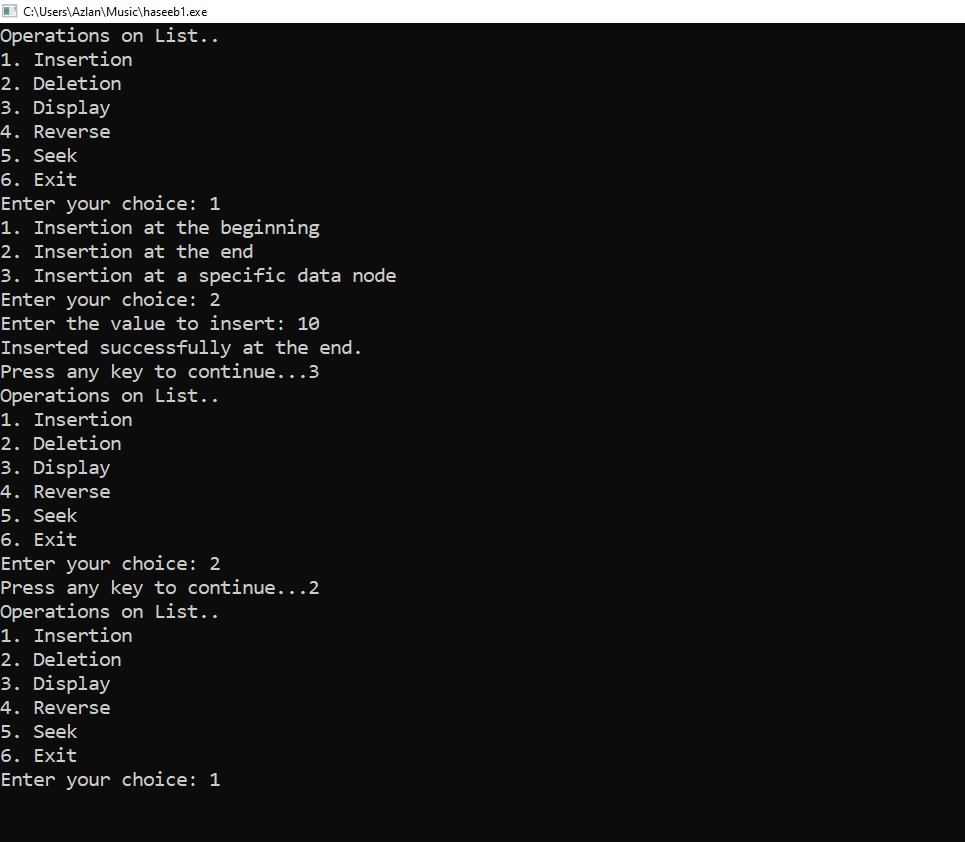 C:\Users\Azlan\Music\haseeb1.exe
Operations on List..
1. Insertion
2. Deletion
3. Display
4. Reverse
5. Seek
6. Exit
Enter your choice: 1
1. Insertion at the beginning
2. Insertion at the end
3. Insertion at a specific data node
Enter your choice: 2
Enter the value to insert: 10
Inserted successfully at the end.
Press any key to continue...3
Operations on List..
1. Insertion
2. Deletion
3. Display
4. Reverse
5. Seek
6. Exit
Enter your choice: 2
Press any key to continue...2
Operations on List..
1. Insertion
2. Deletion
3. Display
4. Reverse
5. Seek
6. Exit
Enter your choice: 1